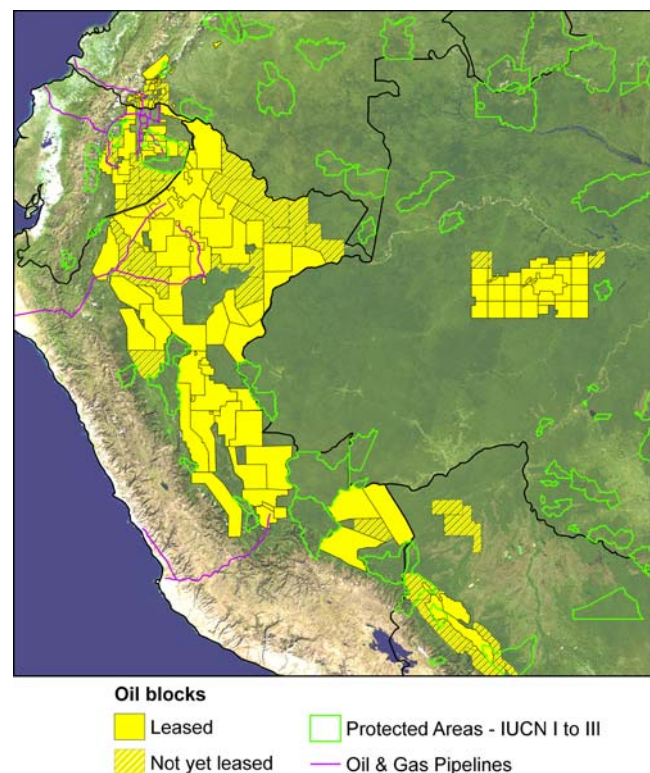 Oil blocks
Leased
Not yet leased
Protected Areas - IUCN I to III
Oil & Gas Pipelines